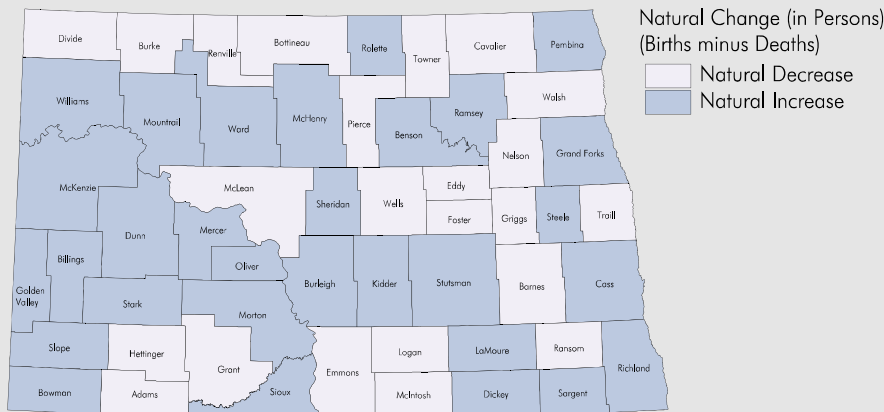 Natural Change (in Persons)
(Births minus Deaths)
Natural Decrease
Natural Increase
Divide
Burke
Renville
Bottineau
Rolette
Towner
Cavalier
Pembina
Williams
Mountrail
Ward
McHenry
Pierce
Benson
Ramsey
Walsh
Nelson
Grand Forks
McKenzie
McLean
Sheridan
Wells
Eddy
Foster
Griggs
Steele
Traill
Dunn
Mercer
Oliver
Billings
Golden
Valley
Stark
Morton
Burleigh
Kidder
Stutsman
Barnes
Cass
Slope
Hettinger
Grant
Emmons
Logan
LaMoure
Ransom
Richland
Bowman
Adams
Sioux
McIntosh
Dickey
Sargent